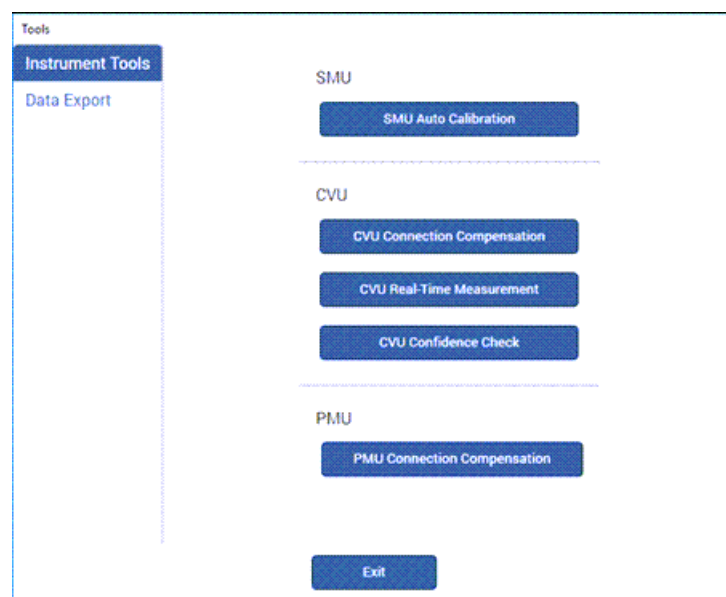 Tools
Instrument Tools
Data Export
SMU
SMU Auto Calibration
CVU
CVU Connection Compensation
CVU Real-Time Measurement
CVU Confidence Check
PMU
PMU Connection Compensation
Exit